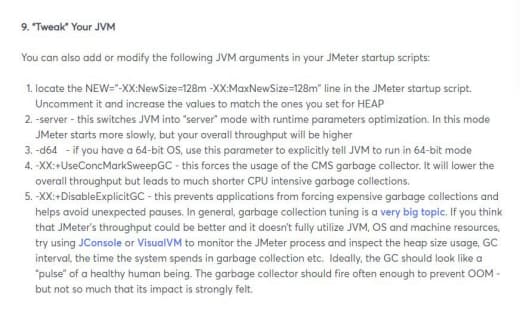 9. "Tweak" Your JVM
You can also add or modify the following JVM arguments in your JMeter startup scripts:
1. locate the NEW="-XX:NewSize=128m -XX:MaxNewSize=128m" line in the JMeter startup script.
Uncomment it and increase the values to match the ones you set for HEAP
2. -server - this switches JVM into "server" mode with runtime parameters optimization. In this mode
JMeter starts more slowly, but your overall throughput will be higher
3. -d64 - if you have a 64-bit OS, use this parameter to explicitly tell JVM to run in 64-bit mode
4. -XX:+UseConcMarkSweepGC - this forces the usage of the CMS garbage collector. It will lower the
overall throughput but leads to much shorter CPU intensive garbage collections.
5. -XX:+DisableExplicitGC - this prevents applications from forcing expensive garbage collections and
helps avoid unexpected pauses. In general, garbage collection tuning is a very big topic. If you think
that JMeter's throughput could be better and it doesn't fully utilize JVM, OS and machine resources,
try using JConsole or VisualVM to monitor the JMeter process and inspect the heap size usage, GC
interval, the time the system spends in garbage collection etc. Ideally, the GC should look like a
"pulse" of a healthy human being. The garbage collector should fire often enough to prevent OOM -
but not so much that its impact is strongly felt.